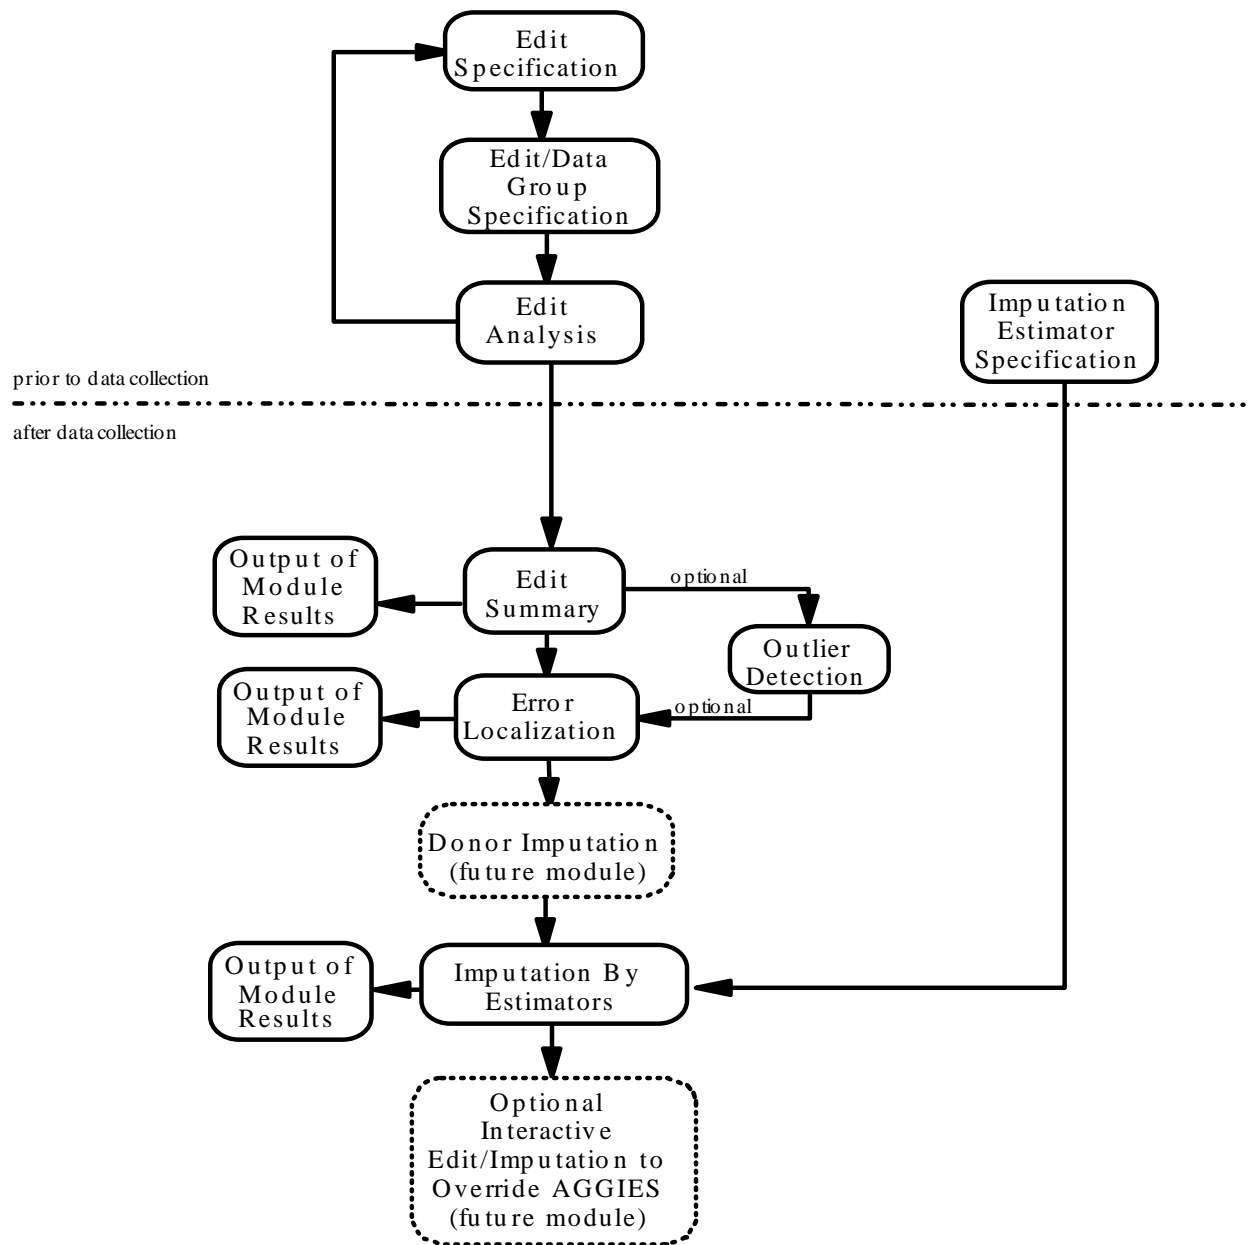 Edit
Specification
Edit/Data
Group
Specification
Edit
Analysis
Imputation
Estimator
Specification
prior to data collection
after data collection
Output of
Module
Results
Edit
Summary
optional
Outlier
Detection
Output of
Module
Results
Error
Localization
optional
Donor Imputation
(future module)
Output of
Module
Results
Imputation By
Estimators
Optional
Interactive
Edit/Imputation to
Override AGGIES
(future module)